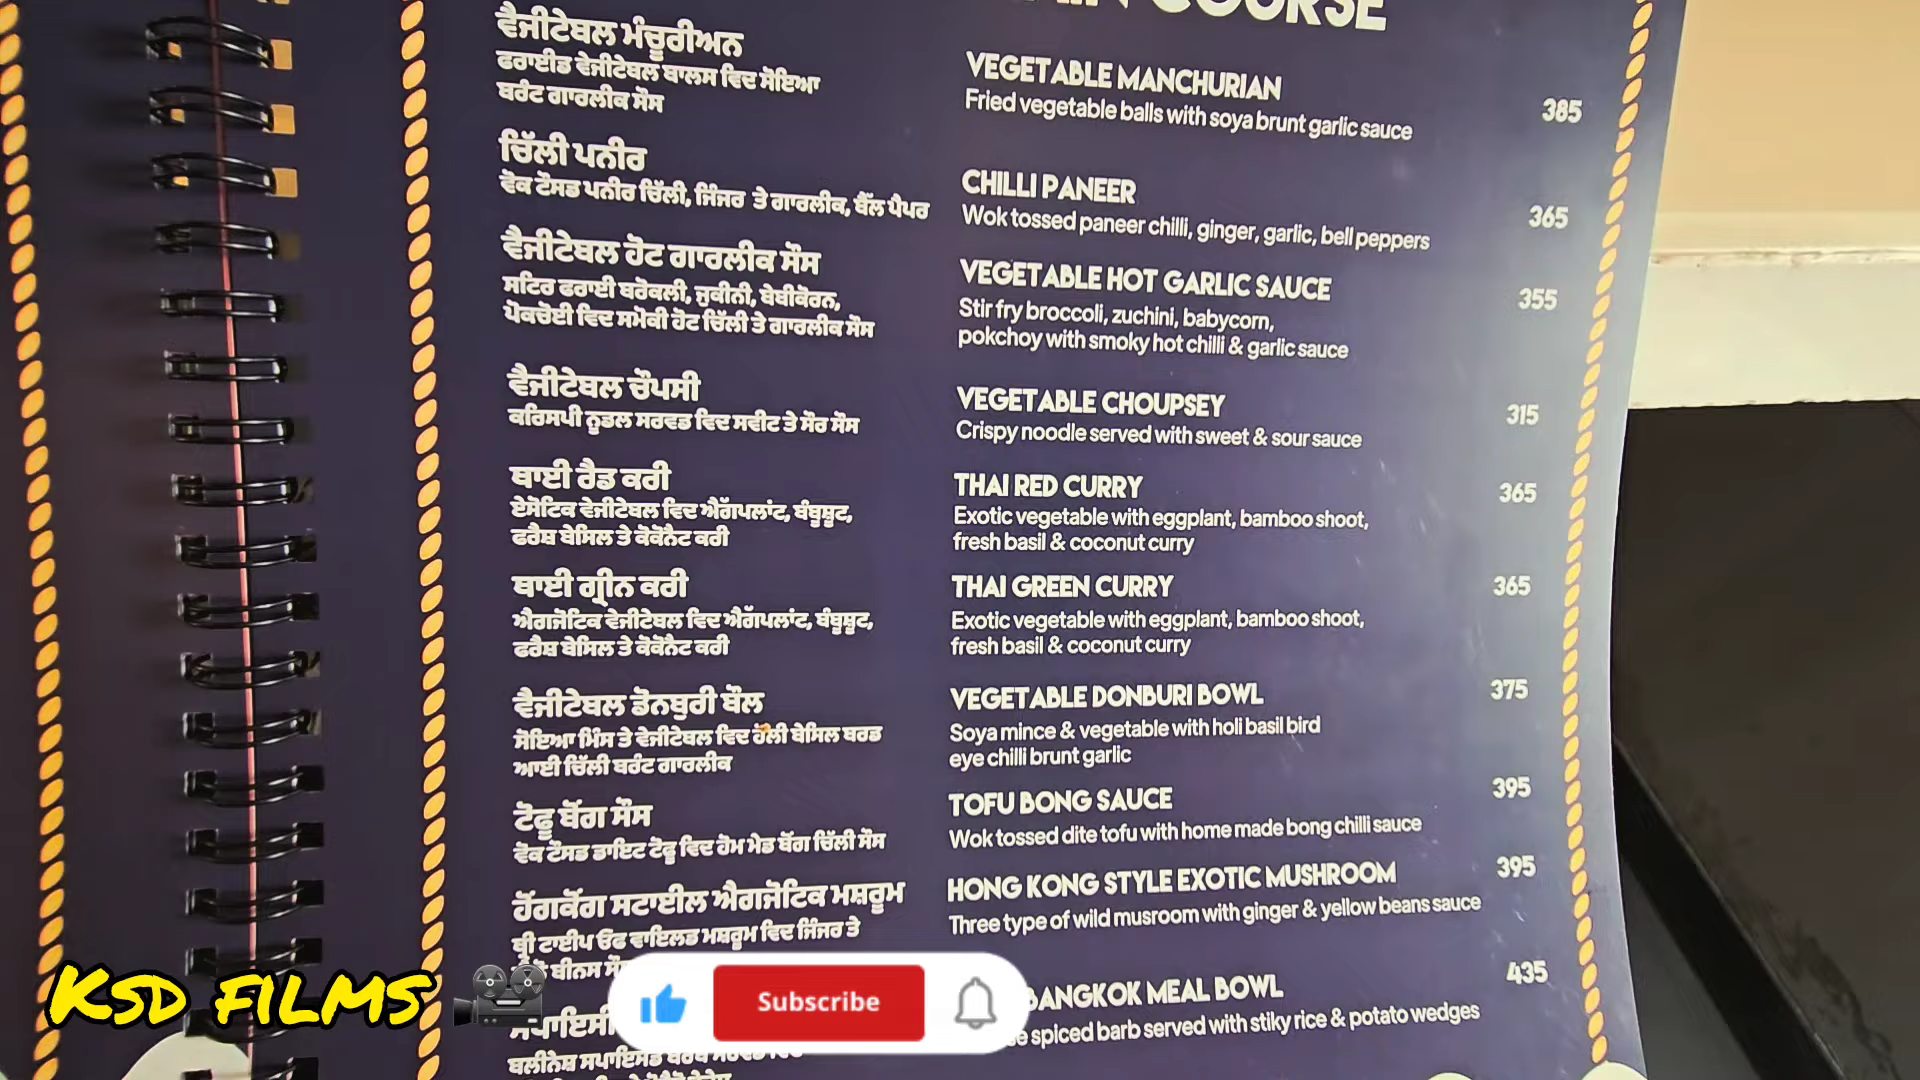 COURSE
ਵੈਜੀਟੇਬਲ ਮੰਚੂਰੀਅਨ
ਫਰਾਈਡ ਵੇਜੀਟੇਬਲ ਬਾਲਸ ਵਿਦ ਸੋਇਆ
ਬਰੰਟ ਗਾਰਲੀਕ ਸੌਸ
VEGETABLE MANCHURIAN
Fried vegetable balls with soya brunt garlic sauce
385
ਚਿੱਲੀ ਪਨੀਰ
ਵੋਕ ਟੋਸਡ ਪਨੀਰ ਚਿੱਲੀ, ਜਿੰਜਰ ਤੇ ਗਾਰਲੀਕ, ਬੈੱਲ ਪੈਪਰ
CHILLI PANEER
Wok tossed paneer chilli, ginger, garlic, bell peppers
365
ਵੈਜੀਟੇਬਲ ਹੋਟ ਗਾਰਲੀਕ ਸੌਸ
ਸਟਿਰ ਫਰਾਈ ਬਰੋਕਲੀ, ਜੁਕੀਨੀ, ਬੇਬੀਕੋਰਨ,
ਪੋਕਚੋਈ ਵਿਦ ਸਮੋਕੀ ਹੋਟ ਚਿੱਲੀ ਤੇ ਗਾਰਲੀਕ ਸੌਸ
VEGETABLE HOT GARLIC SAUCE
Stir fry broccoli, zuchini, babycorn,
pokchoy with smoky hot chilli & garlic sauce
355
ਵੈਜੀਟੇਬਲ ਚੌਪਸੀ
ਕਰਿਸਪੀ ਨੂਡਲ ਸਰਵਡ ਵਿਦ ਸਵੀਟ ਤੇ ਸੋਰ ਸੌਸ
VEGETABLE CHOUPSEY
Crispy noodle served with sweet & sour sauce
315
ਥਾਈ ਰੈਡ ਕਰੀ
ਏਸੋਟਿਕ ਵੇਜੀਟੇਬਲ ਵਿਦ ਐੱਗਪਲਾਂਟ, ਬੰਬੂਸ਼ੂਟ,
ਫਰੈਸ਼ ਬੇਸਿਲ ਤੇ ਕੋਕੋਨੈਟ ਕਰੀ
THAI RED CURRY
Exotic vegetable with eggplant, bamboo shoot,
fresh basil & coconut curry
365
ਥਾਈ ਗ੍ਰੀਨ ਕਰੀ
ਐਗਜੋਟਿਕ ਵੇਜੀਟੇਬਲ ਵਿਦ ਐੱਗਪਲਾਂਟ, ਬੰਬੂਸ਼ੂਟ,
ਫਰੈਸ਼ ਬੇਸਿਲ ਤੇ ਕੋਕੋਨੈਟ ਕਰੀ
THAI GREEN CURRY
Exotic vegetable with eggplant, bamboo shoot,
fresh basil & coconut curry
365
ਵੈਜੀਟੇਬਲ ਡੋਨਬੁਰੀ ਬੌਲ
ਸੋਇਆ ਮਿੰਸ ਤੇ ਵੇਜੀਟੇਬਲ ਵਿਦ ਹੋਲੀ ਬੇਸਿਲ ਬਰਡ
ਆਈ ਚਿੱਲੀ ਬਰੰਟ ਗਾਰਲੀਕ
VEGETABLE DONBURI BOWL
Soya mince & vegetable with holi basil bird
eye chilli brunt garlic
375
ਟੋਫੂ ਬੋਂਗ ਸੌਸ
ਵੋਕ ਟੌਸਡ ਡਾਇਟ ਟੋਫੂ ਵਿਦ ਹੋਮ ਮੇਡ ਬੋਂਗ ਚਿੱਲੀ ਸੌਸ
TOFU BONG SAUCE
Wok tossed dite tofu with home made bong chilli sauce
395
ਹੋਂਗਕੋਂਗ ਸਟਾਈਲ ਐਗਜੋਟਿਕ ਮਸ਼ਰੂਮ
ਥ੍ਰੀ ਟਾਈਪ ਓਫ ਵਾਇਲਡ ਮਸ਼ਰੂਮ ਵਿਦ ਜਿੰਜਰ ਤੇ
ਬੀਨਸ
HONG KONG STYLE EXOTIC MUSHROOM
Three type of wild musroom with ginger & yellow beans sauce
395
BANGKOK MEAL BOWL
spiced barb served with stiky rice & potato wedges
435
KSD FILMS
Subscribe